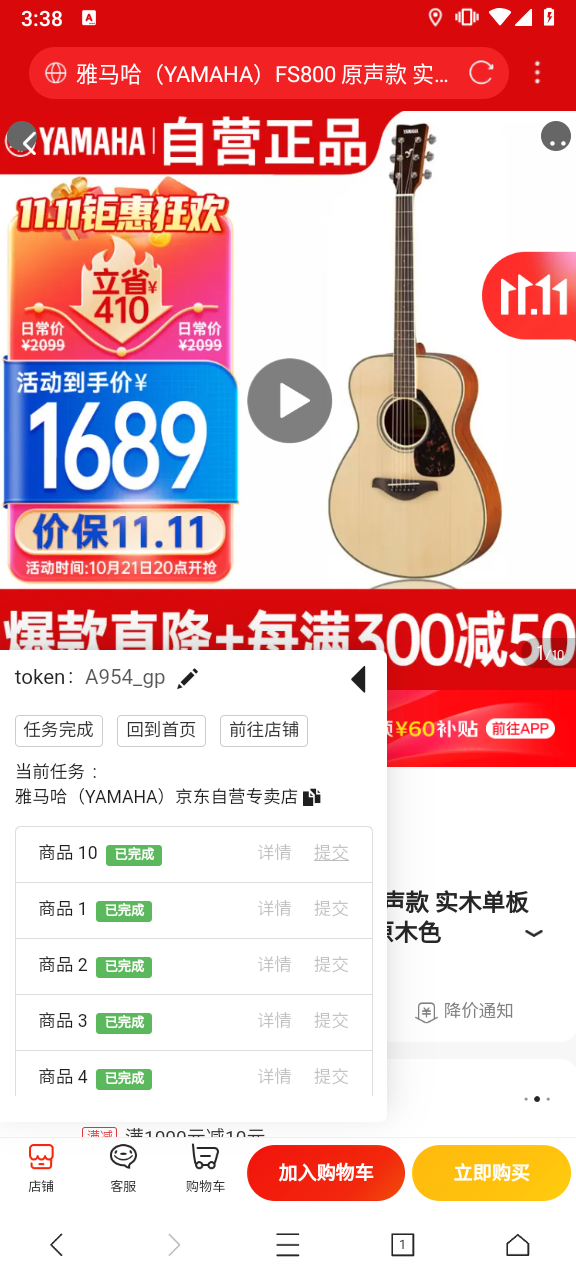 3:38
雅马哈（YAMAHA）FS800 原声款 实...
YAMAHA
自营正品
11.11钜惠狂欢
立省¥
410
日常价
¥2099
日常价
¥2099
11.11
活动到手价¥
1689
价保11.11
活动时间:10月21日20点开抢
爆款直降+每满300减50
1/10
token： A954_gp
¥60补贴
前往APP
任务完成
回到首页
前往店铺
当前任务：
雅马哈（YAMAHA）京东自营专卖店
商品 10 已完成 详情 提交
商品 1 已完成 详情 提交
商品 2 已完成 详情 提交
商品 3 已完成 详情 提交
商品 4 已完成 详情 提交
声款 实木单板
原木色
降价通知
满减 满1000元减10元
店铺
客服
购物车
加入购物车
立即购买
1